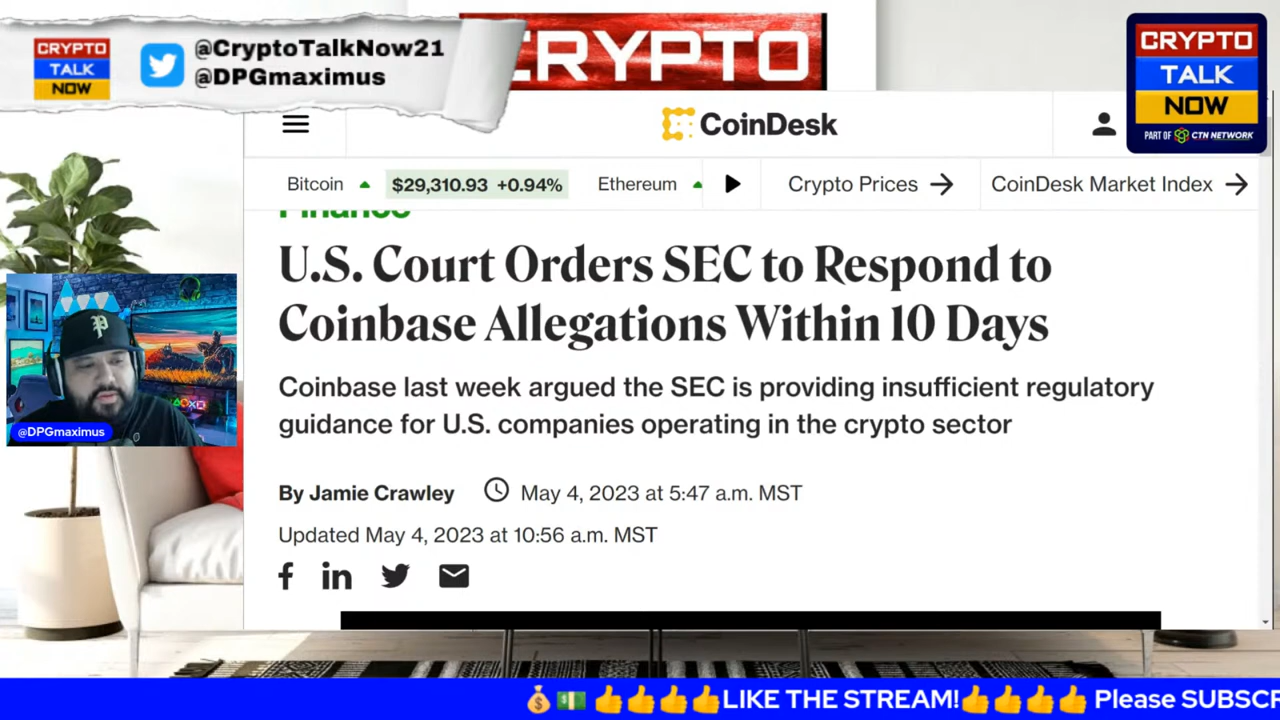 CRYPTO
TALK
NOW
@CryptoTalkNow21
@DPGmaximus
CRYPTO
CRYPTO
TALK
NOW
PART OF CTN NETWORK
CoinDesk
Bitcoin $29,310.93 +0.94% Ethereum Crypto Prices → CoinDesk Market Index →
Finance
U.S. Court Orders SEC to Respond to
Coinbase Allegations Within 10 Days
Coinbase last week argued the SEC is providing insufficient regulatory
guidance for U.S. companies operating in the crypto sector
By Jamie Crawley May 4, 2023 at 5:47 a.m. MST
Updated May 4, 2023 at 10:56 a.m. MST
@DPGmaximus
💰💵 👍👍👍👍LIKE THE STREAM!👍👍👍👍 Please SUBSC